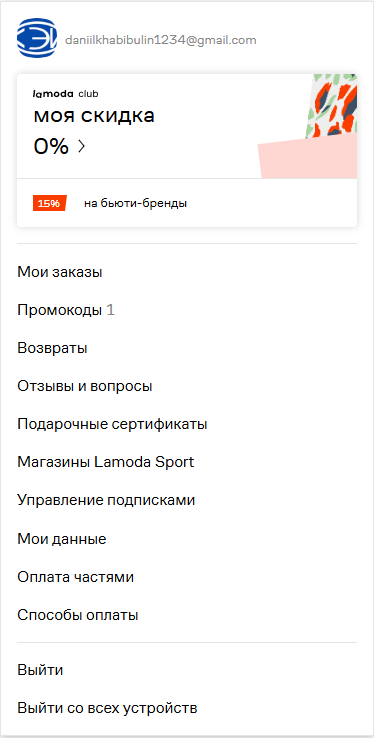 daniilkhabibulin1234@gmail.com
lamoda club
моя скидка
0%
15% на бьюти-бренды
Мои заказы
Промокоды 1
Возвраты
Отзывы и вопросы
Подарочные сертификаты
Магазины Lamoda Sport
Управление подписками
Мои данные
Оплата частями
Способы оплаты
Выйти
Выйти со всех устройств